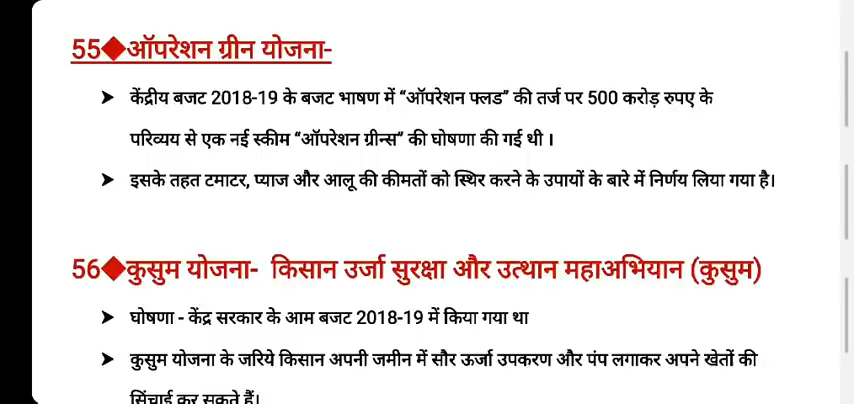 55◆ऑपरेशन ग्रीन योजना-
➤ केंद्रीय बजट 2018-19 के बजट भाषण में “ऑपरेशन फ्लड” की तर्ज पर 500 करोड़ रुपए के
परिव्यय से एक नई स्कीम “ऑपरेशन ग्रीन्स” की घोषणा की गई थी ।
➤ इसके तहत टमाटर, प्याज और आलू की कीमतों को स्थिर करने के उपायों के बारे में निर्णय लिया गया है।
56◆कुसुम योजना- किसान उर्जा सुरक्षा और उत्थान महाअभियान (कुसुम)
➤ घोषणा - केंद्र सरकार के आम बजट 2018-19 में किया गया था
➤ कुसुम योजना के जरिये किसान अपनी जमीन में सौर ऊर्जा उपकरण और पंप लगाकर अपने खेतों की
सिंचाई कर सकते हैं।